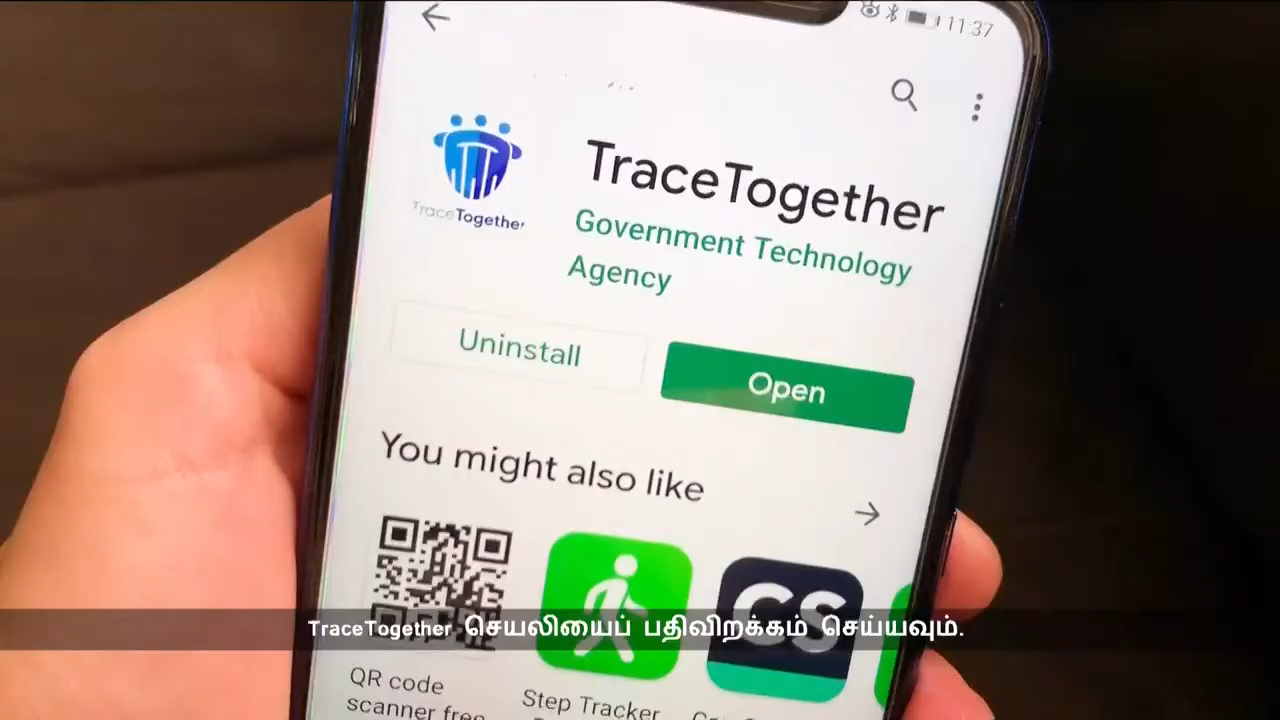 11:37
TraceTogether
TraceTogether
Government Technology
Agency
Uninstall
Open
You might also like
CS
TraceTogether செயலியைப் பதிவிறக்கம் செய்யவும்.
QR code
scanner free
Step Tracker